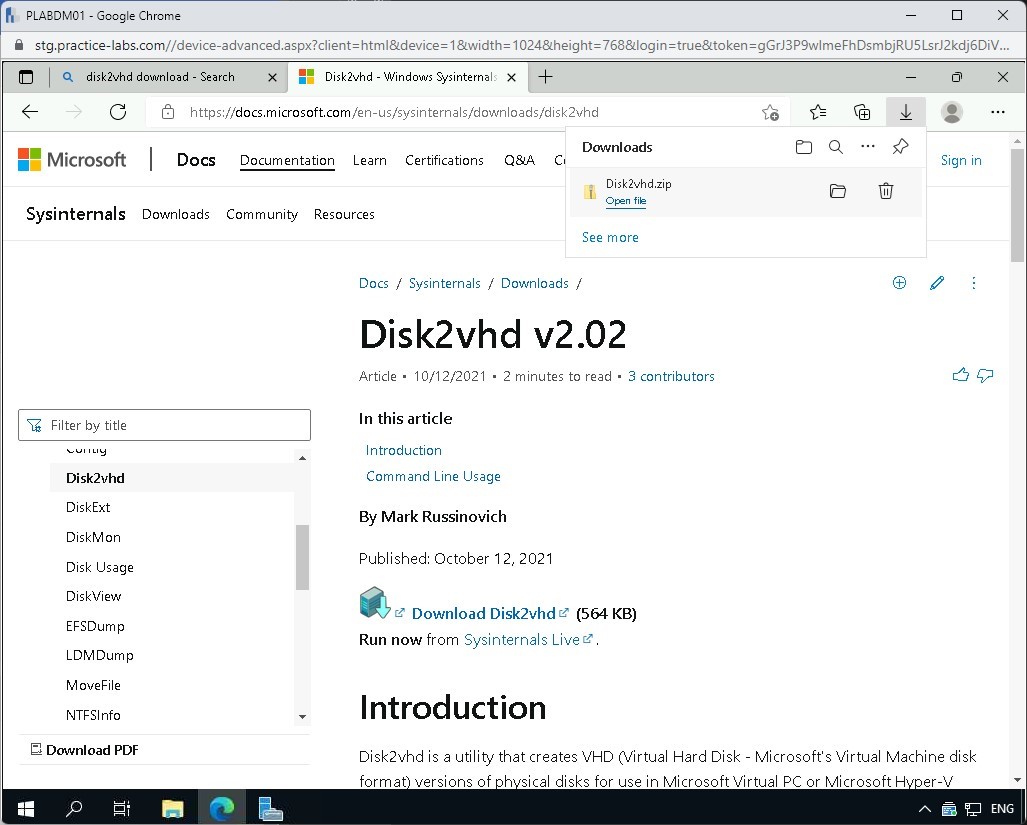 PLABDM01 - Google Chrome
stg.practice-labs.com//device-advanced.aspx?client=html&device=1&width=1024&height=768&login=true&token=gGrJ3P9wImeFhDsmbjRU5LsrJ2kdj6DiV...
disk2vhd download - Search
Disk2vhd - Windows Sysinternals
https://docs.microsoft.com/en-us/sysinternals/downloads/disk2vhd
Downloads
Disk2vhd.zip
Open file
See more
Microsoft
Docs Documentation Learn Certifications Q&A
Sign in
Sysinternals Downloads Community Resources
Docs / Sysinternals / Downloads /
Disk2vhd v2.02
Article • 10/12/2021 • 2 minutes to read • 3 contributors
In this article
Introduction
Command Line Usage
By Mark Russinovich
Published: October 12, 2021
Download Disk2vhd (564 KB)
Run now from Sysinternals Live.
Introduction
Disk2vhd is a utility that creates VHD (Virtual Hard Disk - Microsoft's Virtual Machine disk
format) versions of physical disks for use in Microsoft Virtual PC or Microsoft Hyper-V
Filter by title
Config
Disk2vhd
DiskExt
DiskMon
Disk Usage
DiskView
EFSDump
LDMDump
MoveFile
NTFSInfo
Download PDF
ENG